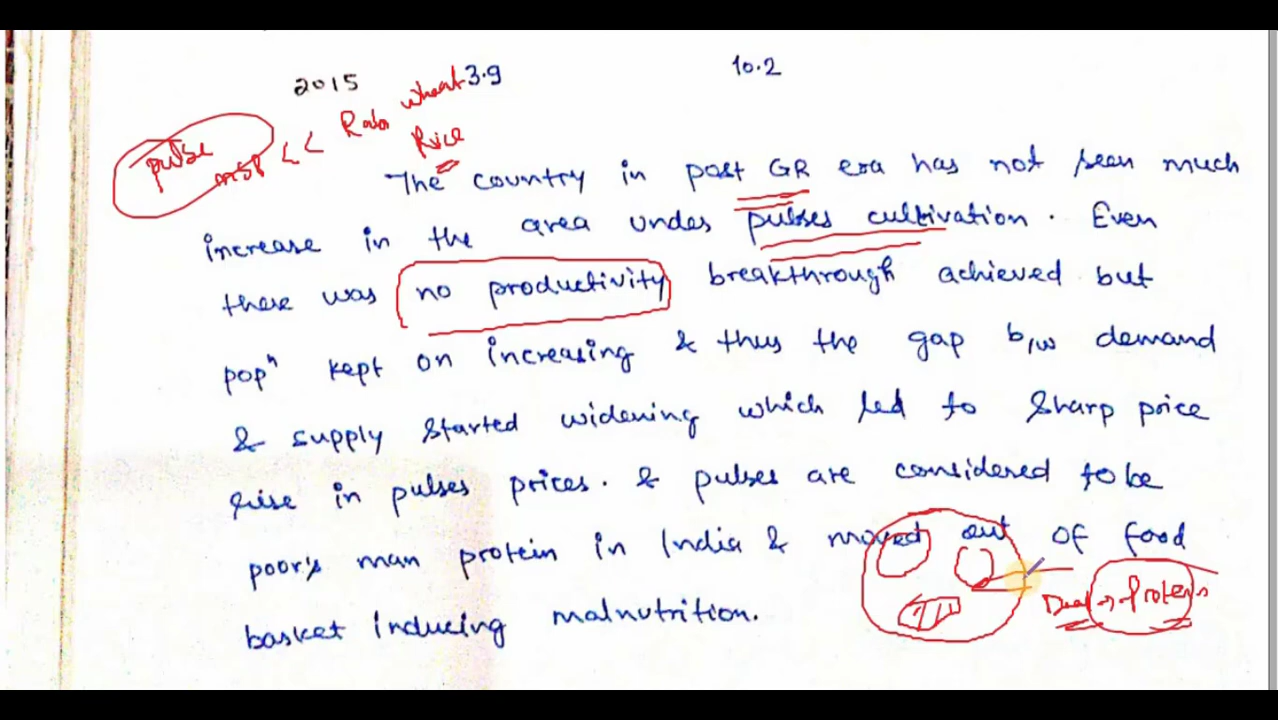 2015 3.9 10.2
wheat
Rice
pulse MSP <<
The country in post GR era has not seen much
increase in the area under pulses cultivation. Even
there was no productivity breakthrough achieved but
popⁿ kept on increasing & thus the gap b/w demand
& supply started widening which led to sharp price
rise in pulses prices. & pulses are considered to be
poor's man protein in India & moved out of food
Daal → Protein
basket inducing malnutrition.